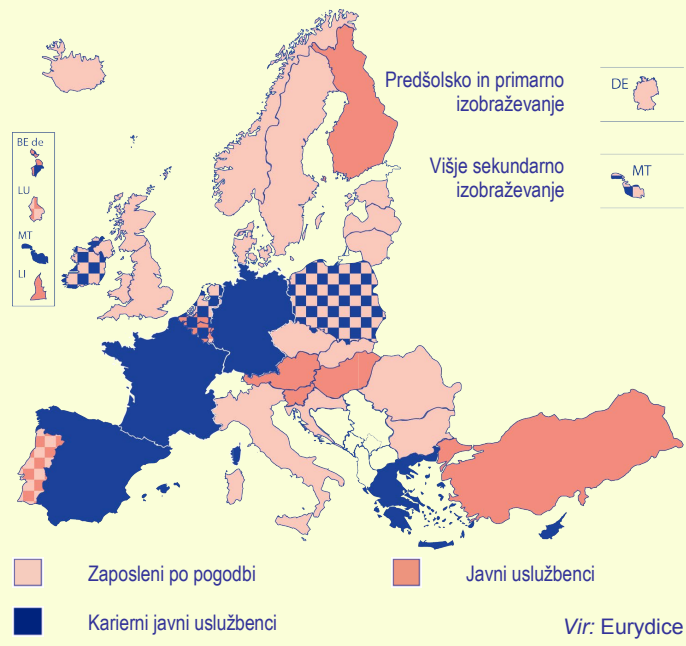 Predšolsko in primarno
izobraževanje
DE
Višje sekundarno
izobraževanje
MT
BE de
LU
MT
LI
Zaposleni po pogodbi
Javni uslužbenci
Karierni javni uslužbenci
Vir: Eurydice